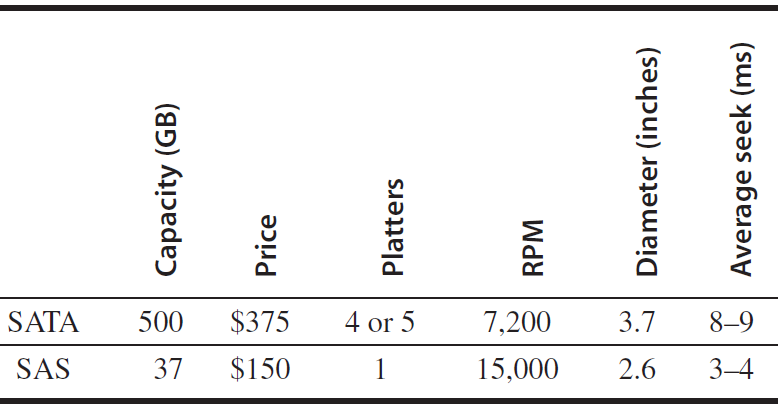 Capacity (GB) Price Platters RPM Diameter (inches) Average seek (ms)
SATA 500 $375 4 or 5 7,200 3.7 8–9
SAS 37 $150 1 15,000 2.6 3–4